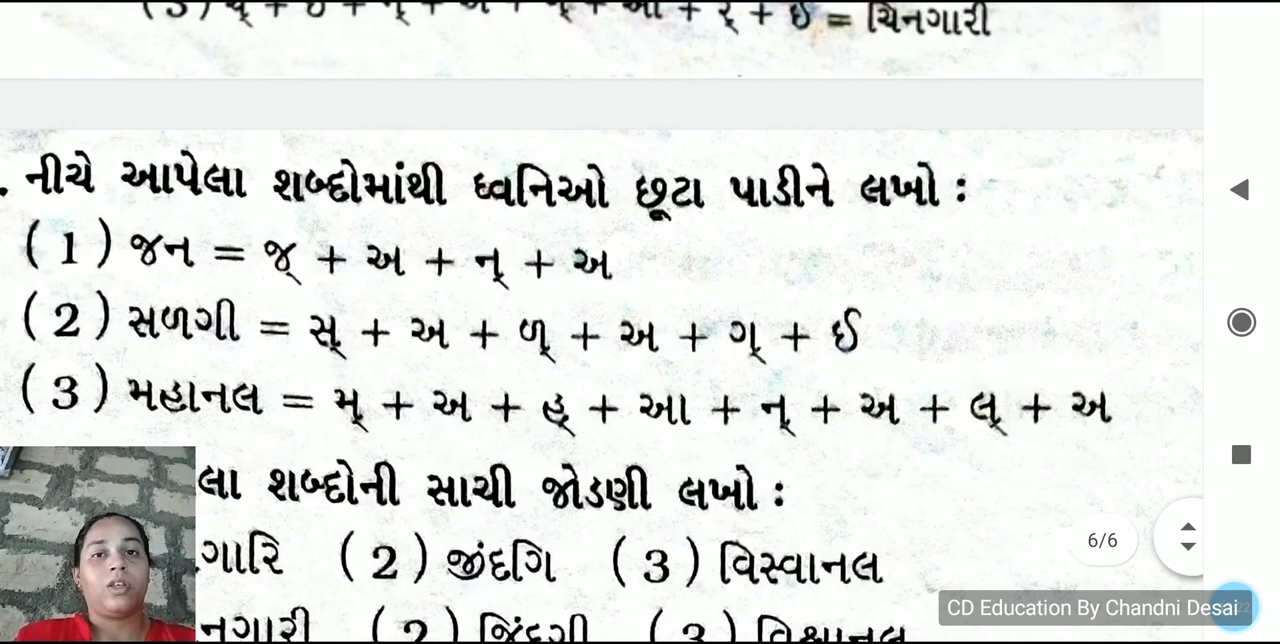 = ચિનગારી
નીચે આપેલા શબ્દોમાંથી ધ્વનિઓ છૂટા પાડીને લખો :
( 1 ) જન = જ્ + અ + ન્ + અ
( 2 ) સળગી = સ્ + અ + ળ્ + અ + ગ્ + ઈ
( 3 ) મહાનલ = મ્ + અ + હ્ + આ + ન્ + અ + લ્ + અ
લા શબ્દોની સાચી જોડણી લખો :
ગારિ ( 2 ) જીંદગિ ( 3 ) વિસ્વાનલ
6/6
CD Education By Chandni Desai
નગારી ( 2 ) જિંદગી ( 3 )